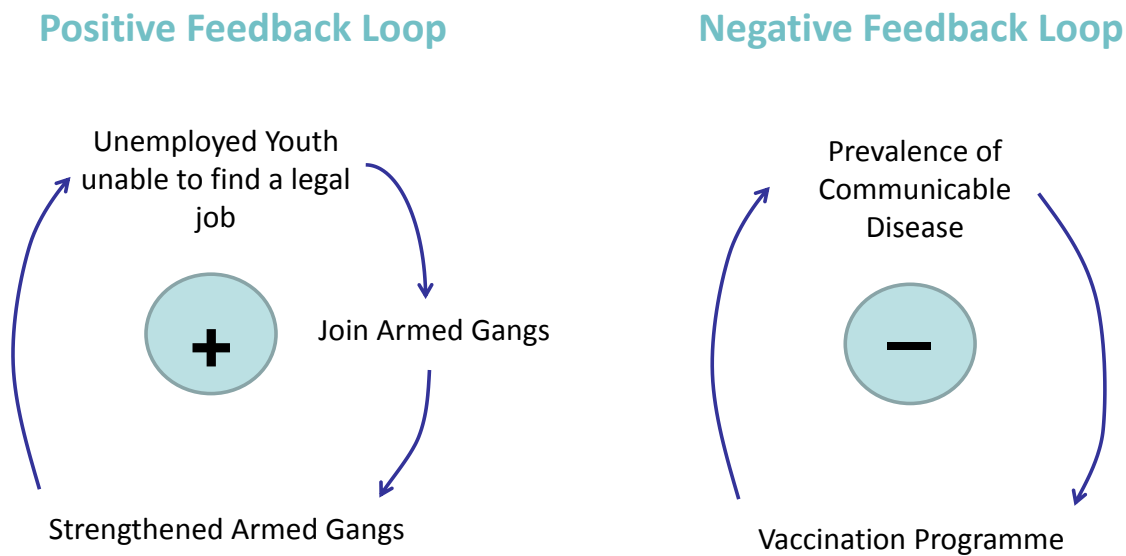 Positive Feedback Loop
Unemployed Youth
unable to find a legal
job
+
Join Armed Gangs
Strengthened Armed Gangs
Negative Feedback Loop
Prevalence of
Communicable
Disease
−
Vaccination Programme